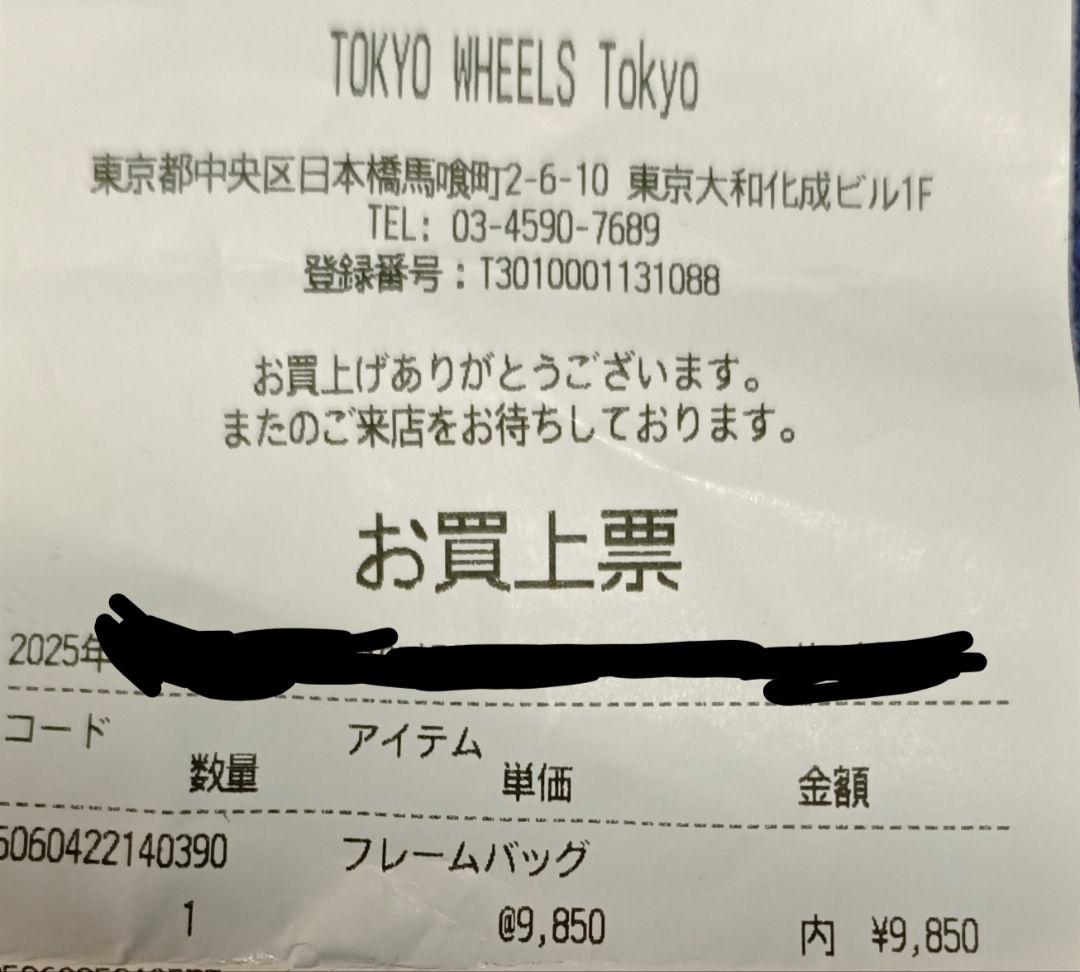 TOKYO WHEELS Tokyo
東京都中央区日本橋馬喰町2-6-10 東京大和化成ビル1F
TEL: 03-4590-7689
登録番号：T3010001131088
お買上げありがとうございます。
またのご来店をお待ちしております。
お買上票
2025年
コード アイテム
数量 単価 金額
5060422140390 フレームバッグ
1 @9,850 内 ¥9,850